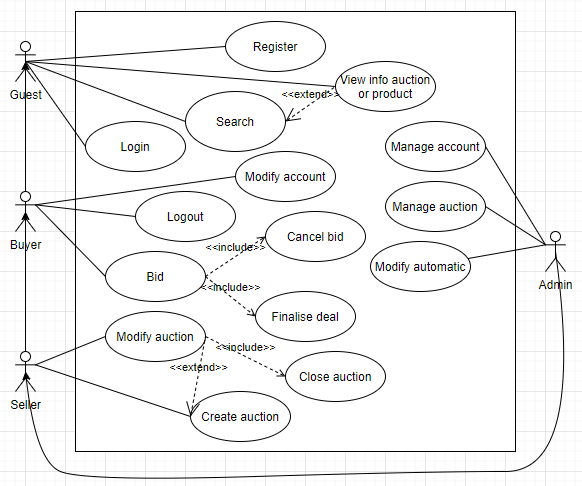 Register
Guest
View info auction
or product
<<extend>>
Search
Login
Manage account
Modify account
Manage auction
Logout
Buyer
Cancel bid
<<include>>
Bid
Modify automatic
Admin
<<include>>
Finalise deal
Modify auction
<<include>>
<<extend>>
Close auction
Seller
Create auction